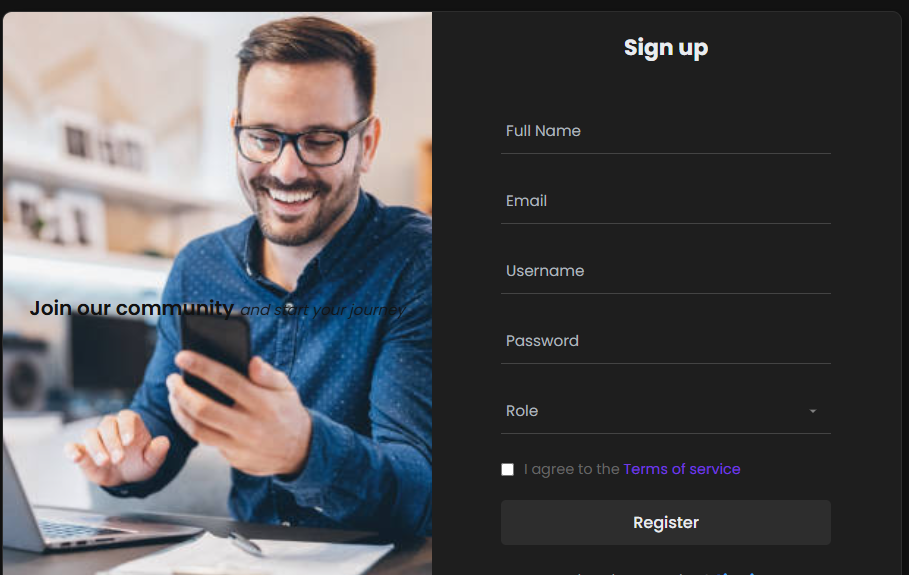 Sign up
Full Name
Email
Username
Password
Role
I agree to the Terms of service
Register
Join our community and start your journey